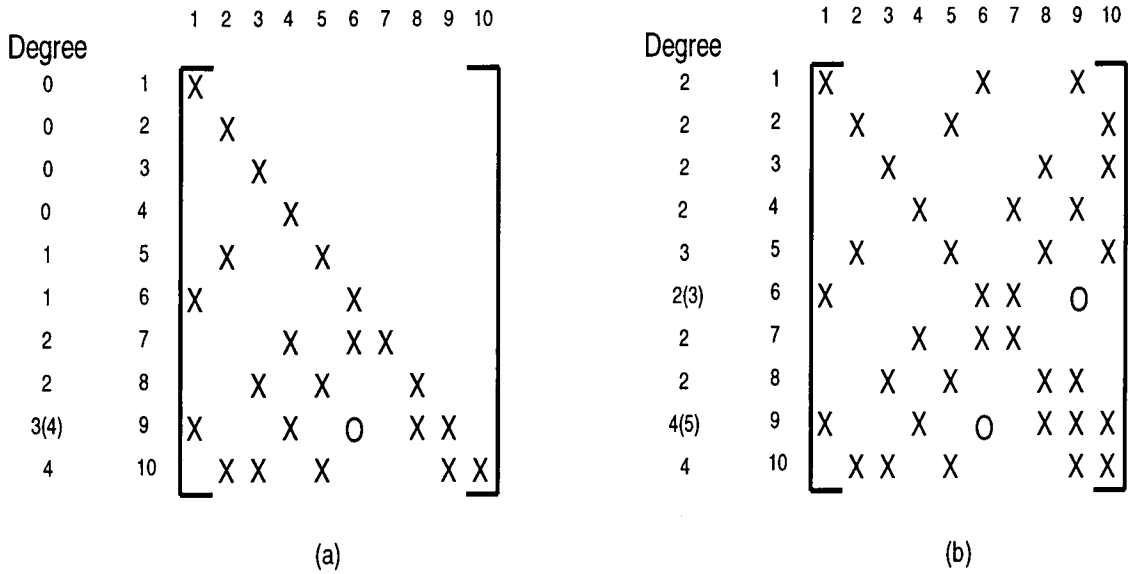 1 2 3 4 5 6 7 8 9 10
Degree
0 1 X
0 2 X
0 3 X
0 4 X
1 5 X X
1 6 X X
2 7 X X X
2 8 X X X
3(4) 9 X X O X X
4 10 X X X X X
(a)
1 2 3 4 5 6 7 8 9 10
Degree
2 1 X X X
2 2 X X X
2 3 X X X
2 4 X X X
3 5 X X X X
2(3) 6 X X X O
2 7 X X X
2 8 X X X X
4(5) 9 X X O X X X
4 10 X X X X X
(b)